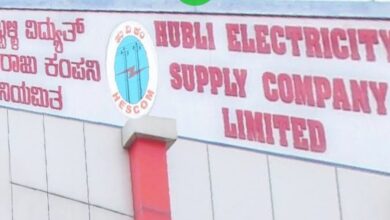 ವಿದ್ಯುತ್
ರಾಜು ಕಂಪನಿ
ನಿಯಮಿತ
ಹು ವಿ ಕಂ
HESCOM
HUBLI ELECTRICITY
SUPPLY COMPANY
LIMITED